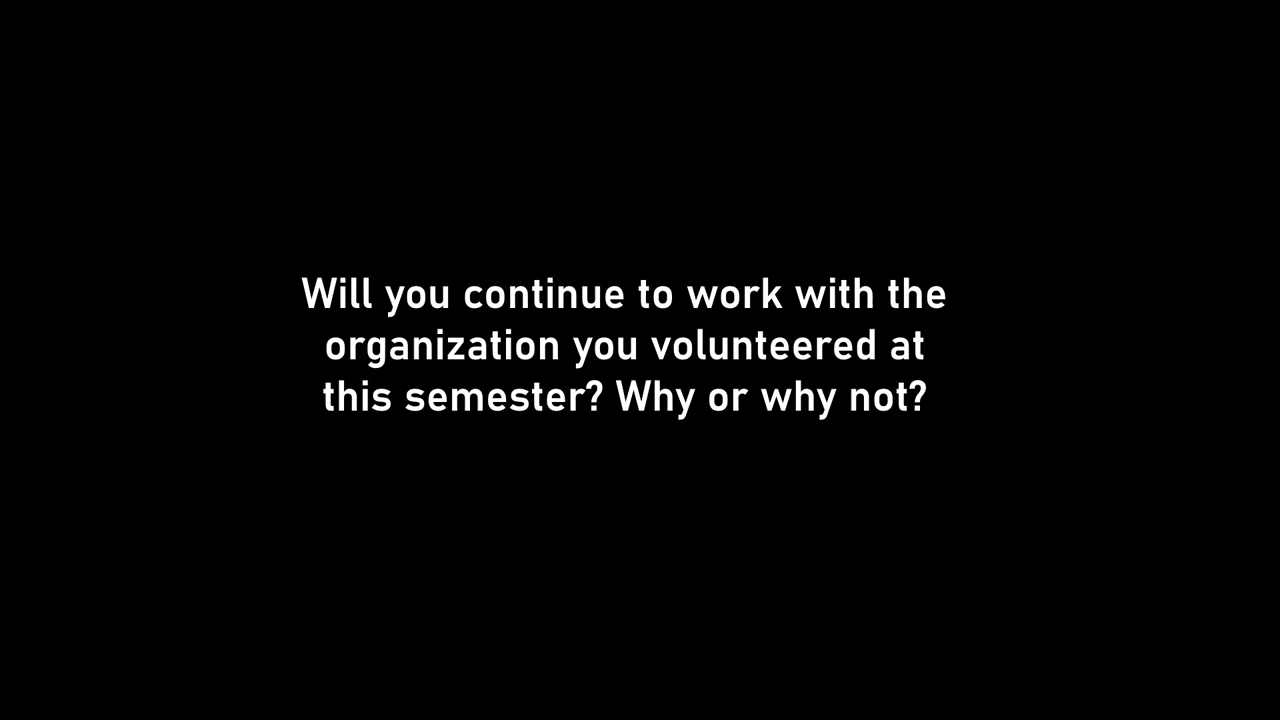 Will you continue to work with the
organization you volunteered at
this semester? Why or why not?